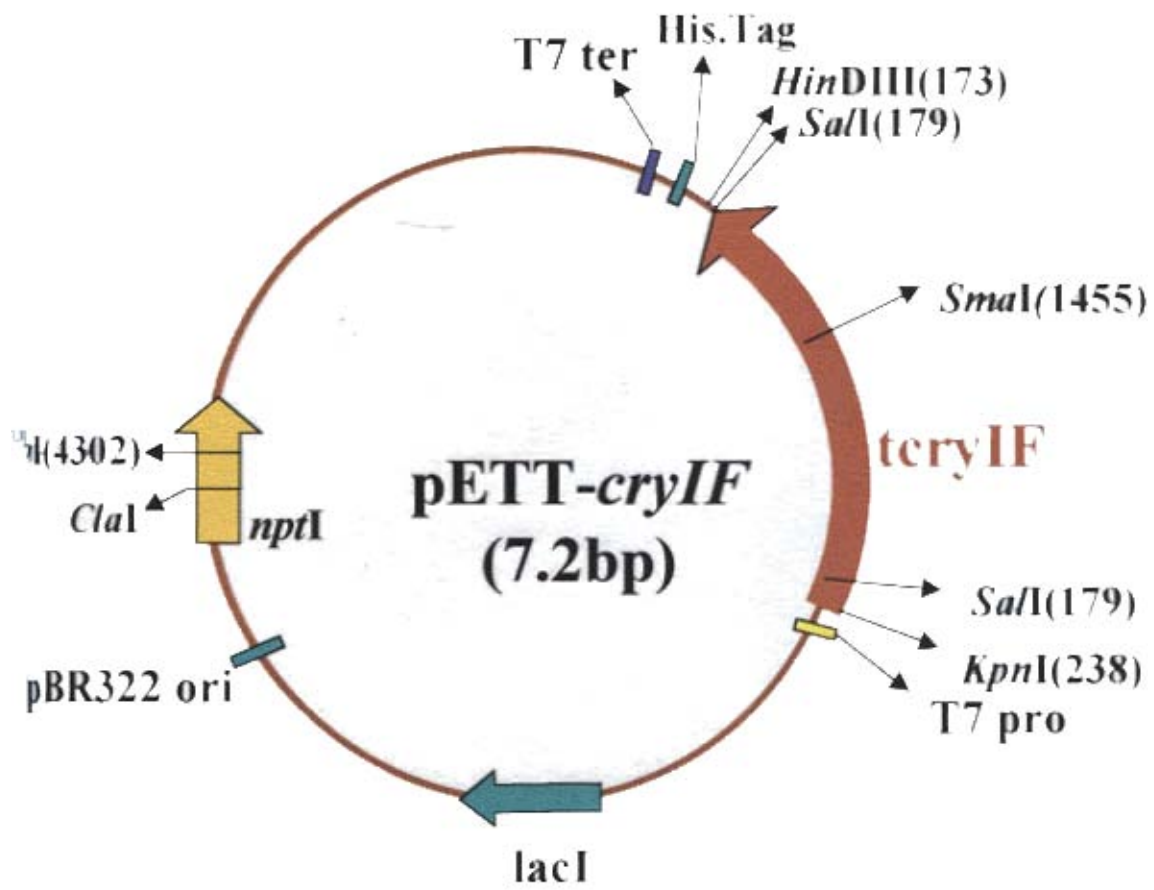 T7 ter
His.Tag
HinDIII(173)
SalI(179)
SmaI(1455)
tcryIF
pETT-cryIF
(7.2bp)
I(4302)
ClaI
nptI
SalI(179)
KpnI(238)
T7 pro
pBR322 ori
lacI